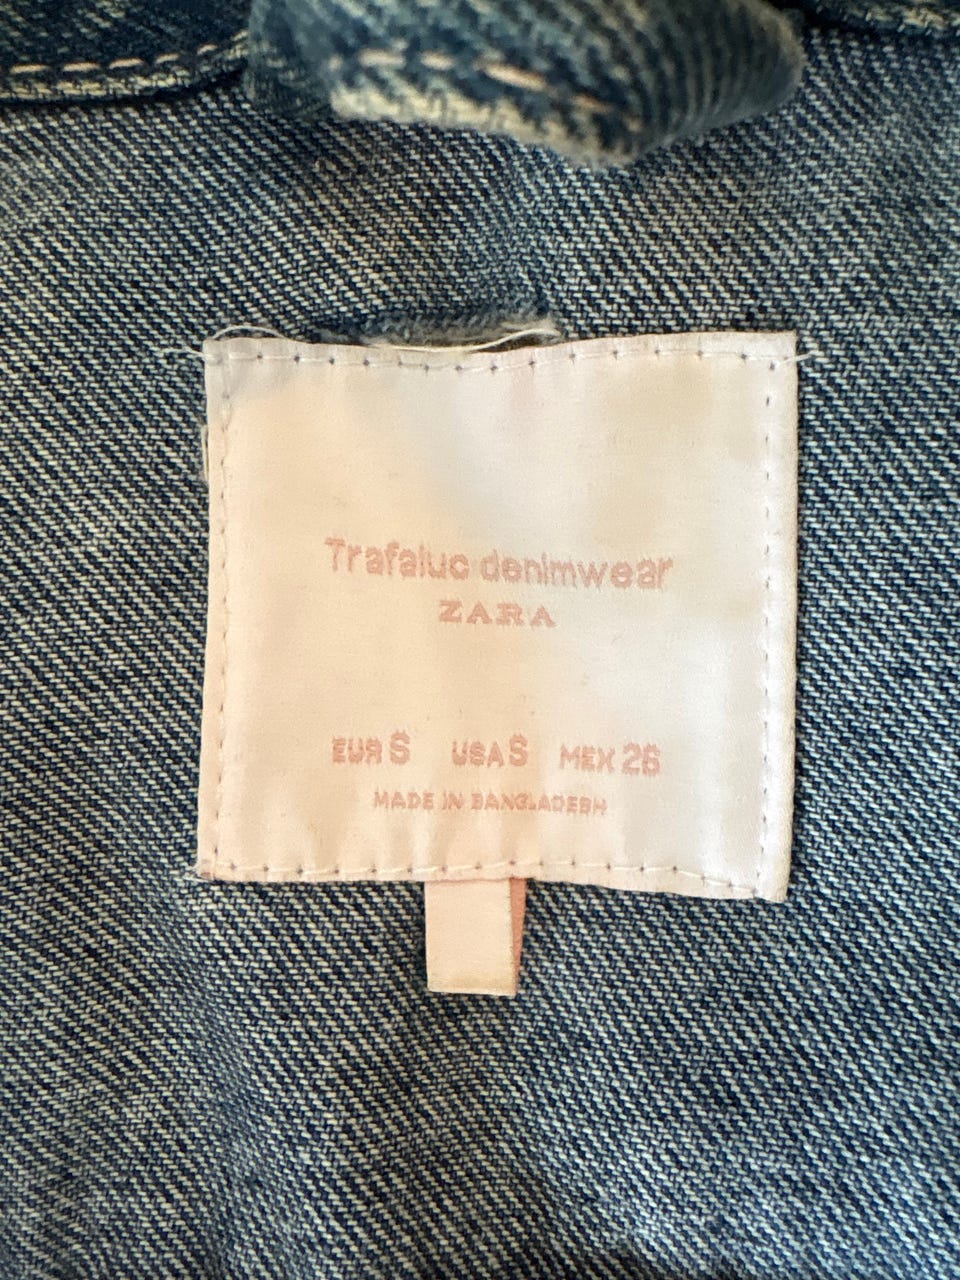 Trafaluc denimwear
ZARA
EUR S USA S MEX 26
MADE IN BANGLADESH